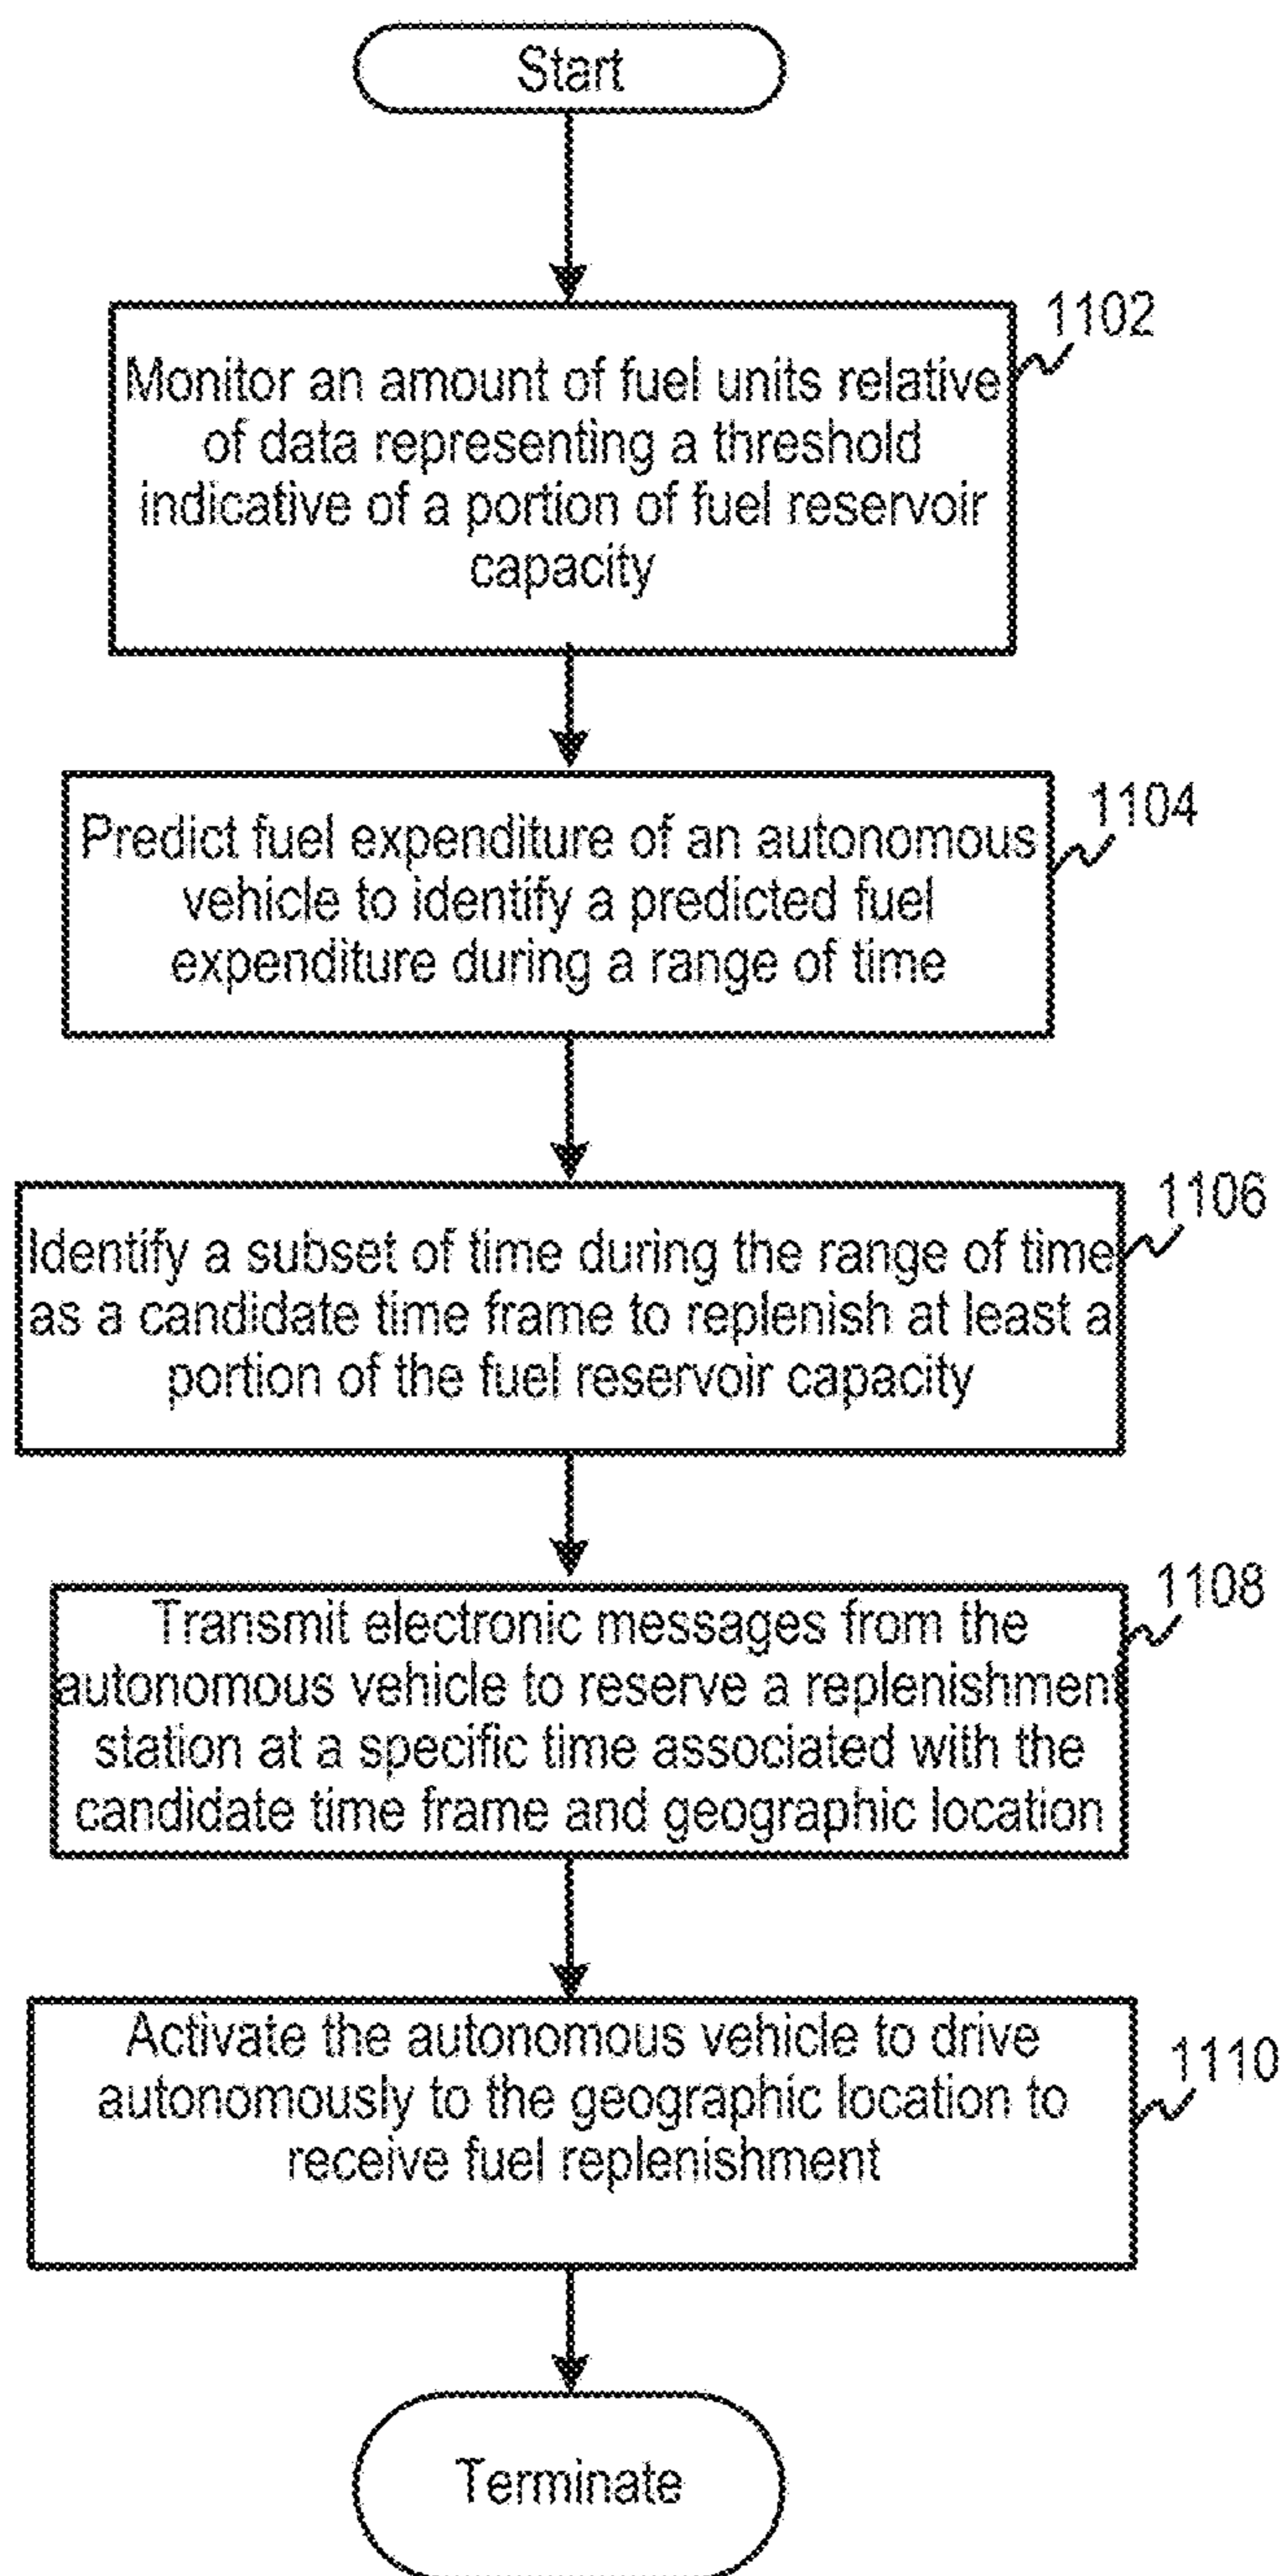 Start
1102
Monitor an amount of fuel units relative
of data representing a threshold
indicative of a portion of fuel reservoir
capacity
1104
Predict fuel expenditure of an autonomous
vehicle to identify a predicted fuel
expenditure during a range of time
1106
Identify a subset of time during the range of time
as a candidate time frame to replenish at least a
portion of the fuel reservoir capacity
1108
Transmit electronic messages from the
autonomous vehicle to reserve a replenishment
station at a specific time associated with the
candidate time frame and geographic location
1110
Activate the autonomous vehicle to drive
autonomously to the geographic location to
receive fuel replenishment
Terminate